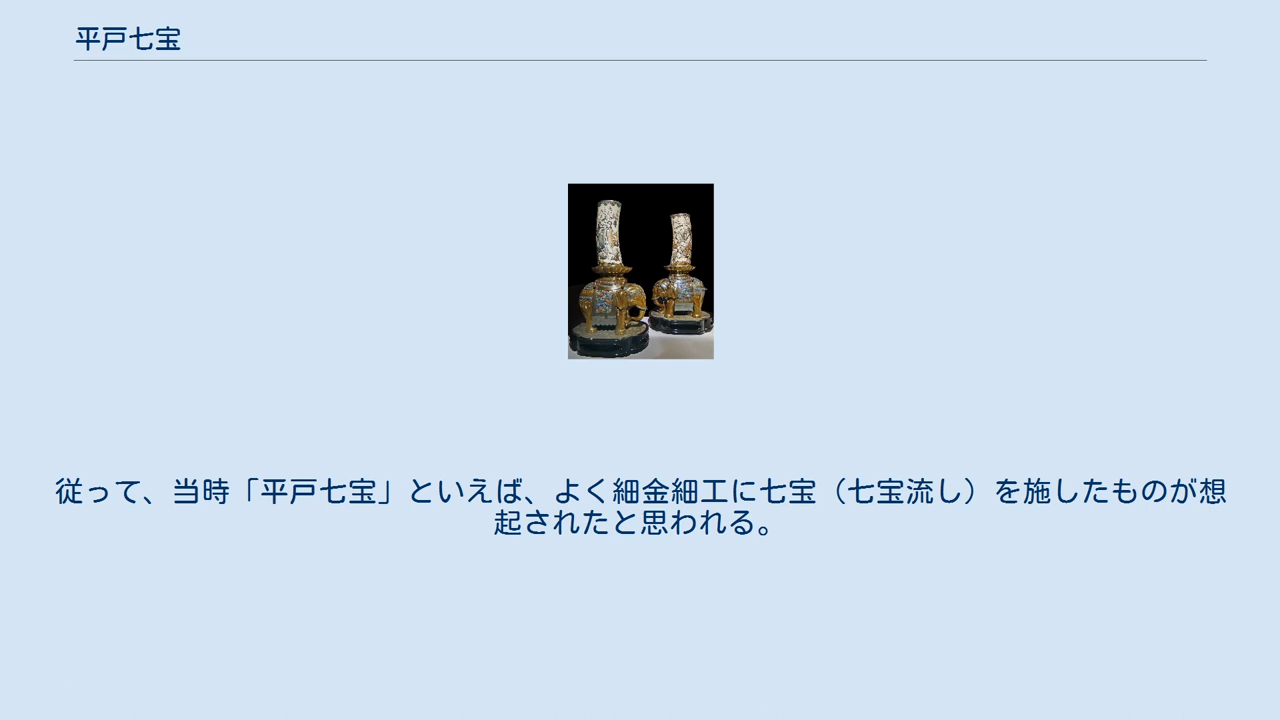 平戸七宝
従って、当時「平戸七宝」といえば、よく細金細工に七宝（七宝流し）を施したものが想
起されたと思われる。